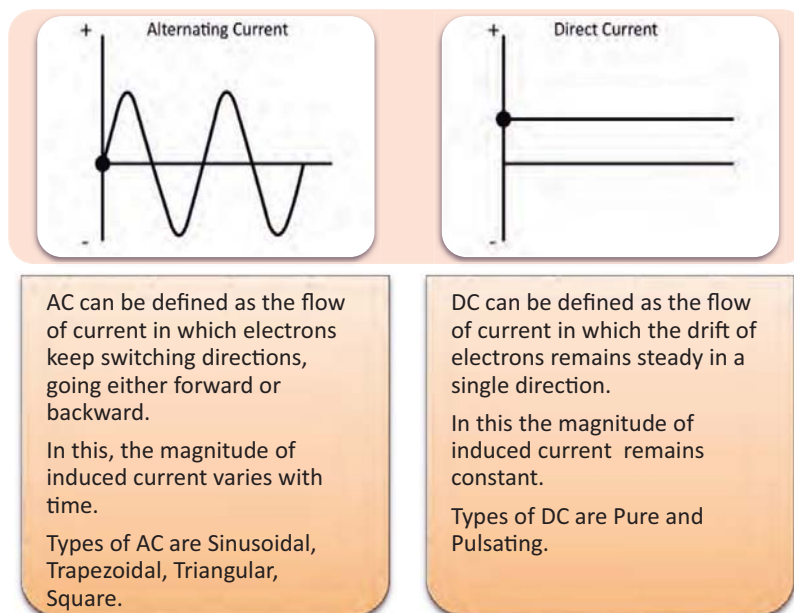 + Alternating Current
-
+ Direct Current
-
AC can be defined as the flow
of current in which electrons
keep switching directions,
going either forward or
backward.
In this, the magnitude of
induced current varies with
time.
Types of AC are Sinusoidal,
Trapezoidal, Triangular,
Square.
DC can be defined as the flow
of current in which the drift of
electrons remains steady in a
single direction.
In this the magnitude of
induced current remains
constant.
Types of DC are Pure and
Pulsating.